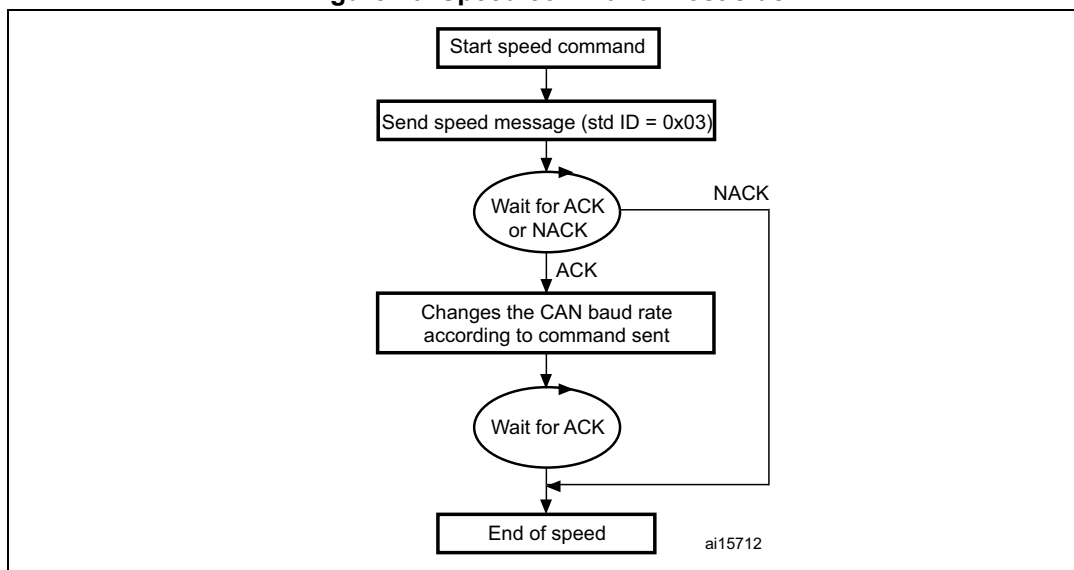 Start speed command
Send speed message (std ID = 0x03)
NACK
Wait for ACK
or NACK
ACK
Changes the CAN baud rate
according to command sent
Wait for ACK
End of speed
ai15712